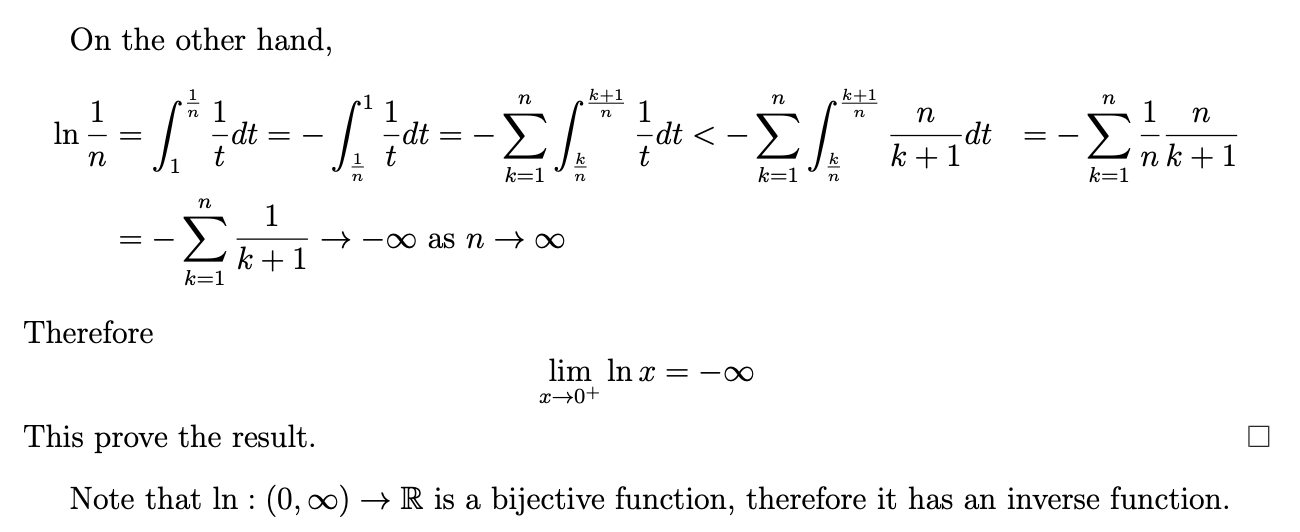 On the other hand,
$\ln \frac{1}{n} = \int_{1}^{\frac{1}{n}} \frac{1}{t} dt = - \int_{\frac{1}{n}}^{1} \frac{1}{t} dt = - \sum_{k=1}^{n} \int_{\frac{k}{n}}^{\frac{k+1}{n}} \frac{1}{t} dt < - \sum_{k=1}^{n} \int_{\frac{k}{n}}^{\frac{k+1}{n}} \frac{n}{k+1} dt = - \sum_{k=1}^{n} \frac{1}{n} \frac{n}{k+1}$
$= - \sum_{k=1}^{n} \frac{1}{k+1} \to -\infty \text{ as } n \to \infty$
Therefore
$\lim_{x \to 0^+} \ln x = -\infty$
This prove the result. □
Note that $\ln : (0, \infty) \to \mathbb{R}$ is a bijective function, therefore it has an inverse function.